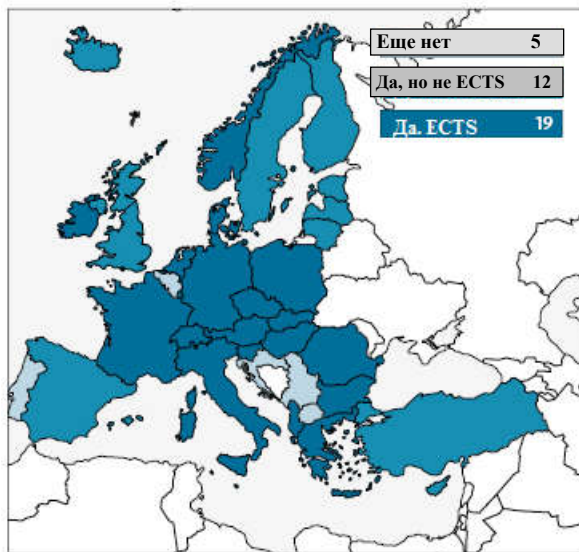 Еще нет 5
Да, но не ECTS 12
Да. ECTS 19